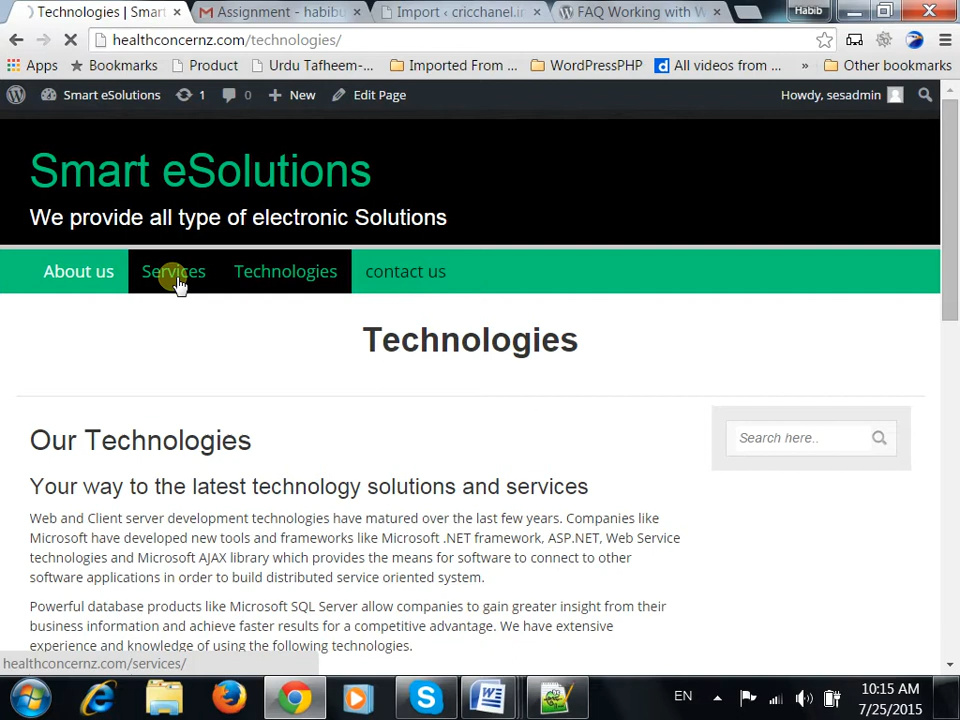 Technologies | Smart
Assignment - habibu
Import ‹ cricchanel.in
FAQ Working with W
Habib
healthconcernz.com/technologies/
Apps
Bookmarks
Product
Urdu Tafheem-...
Imported From ...
WordPressPHP
d All videos from ...
»
Other bookmarks
Smart eSolutions
1
0
New
Edit Page
Howdy, sesadmin
Smart eSolutions
We provide all type of electronic Solutions
About us
Services
Technologies
contact us
Technologies
Our Technologies
Search here..
Your way to the latest technology solutions and services
Web and Client server development technologies have matured over the last few years. Companies like
Microsoft have developed new tools and frameworks like Microsoft .NET framework, ASP.NET, Web Service
technologies and Microsoft AJAX library which provides the means for software to connect to other
software applications in order to build distributed service oriented system.
Powerful database products like Microsoft SQL Server allow companies to gain greater insight from their
business information and achieve faster results for a competitive advantage. We have extensive
experience and knowledge of using the following technologies.
healthconcernz.com/services/
EN
10:15 AM
7/25/2015